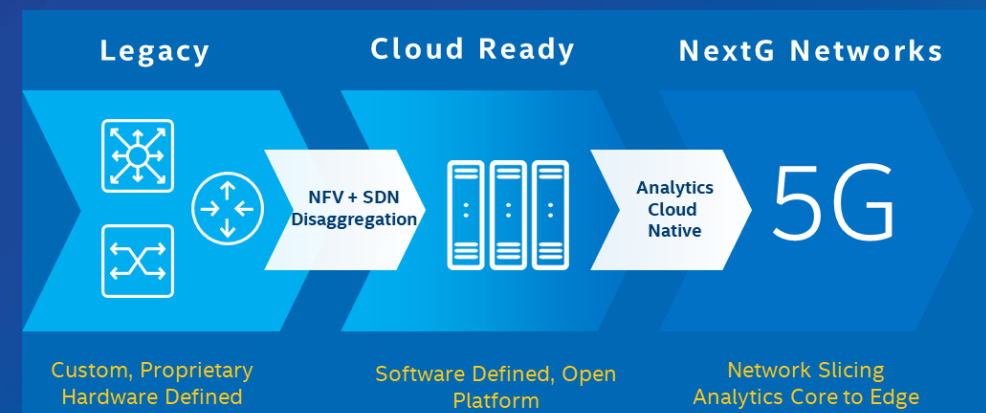 Legacy
Cloud Ready
NextG Networks
NFV + SDN
Disaggregation
Analytics
Cloud
Native
5G
Custom, Proprietary
Hardware Defined
Software Defined, Open
Platform
Network Slicing
Analytics Core to Edge